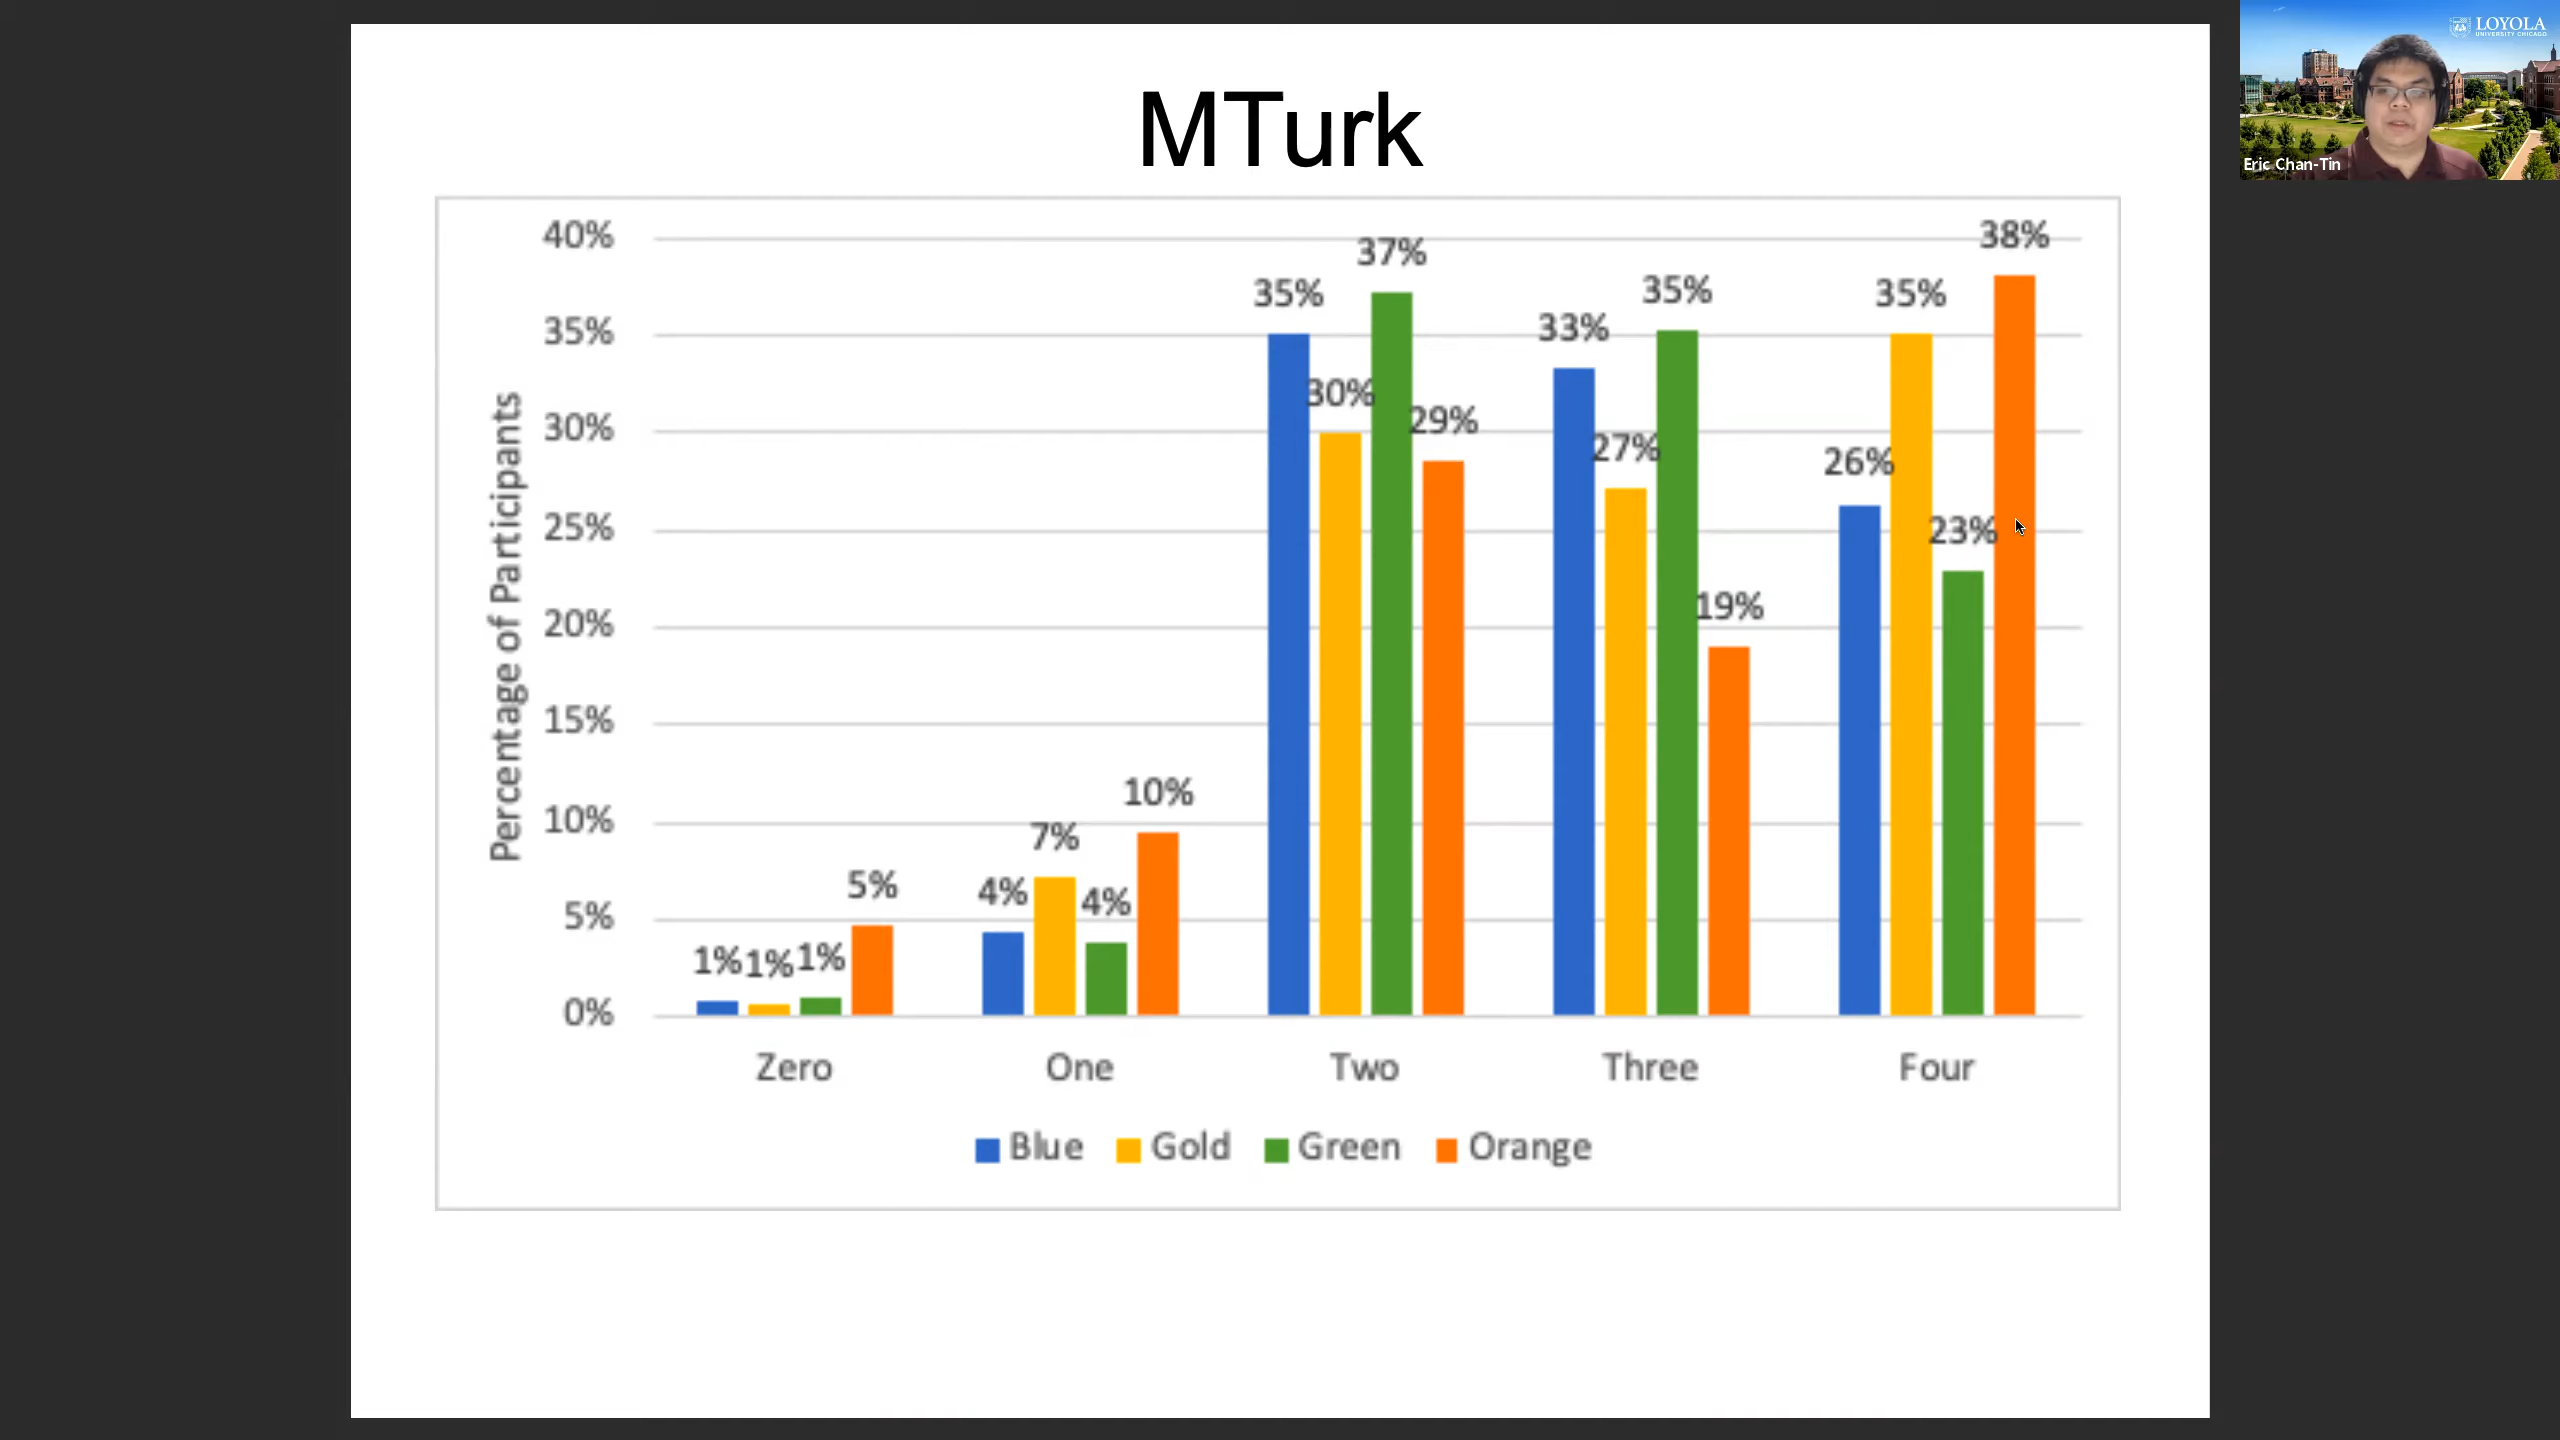 MTurk
LOYOLA
UNIVERSITY CHICAGO
Eric Chan-Tin
Percentage of Participants
40%
35%
30%
25%
20%
15%
10%
5%
0%
1% 1% 1% 5%
4% 7% 4% 10%
35% 30% 37% 29%
33% 27% 35% 19%
26% 35% 23% 38%
Zero One Two Three Four
Blue Gold Green Orange